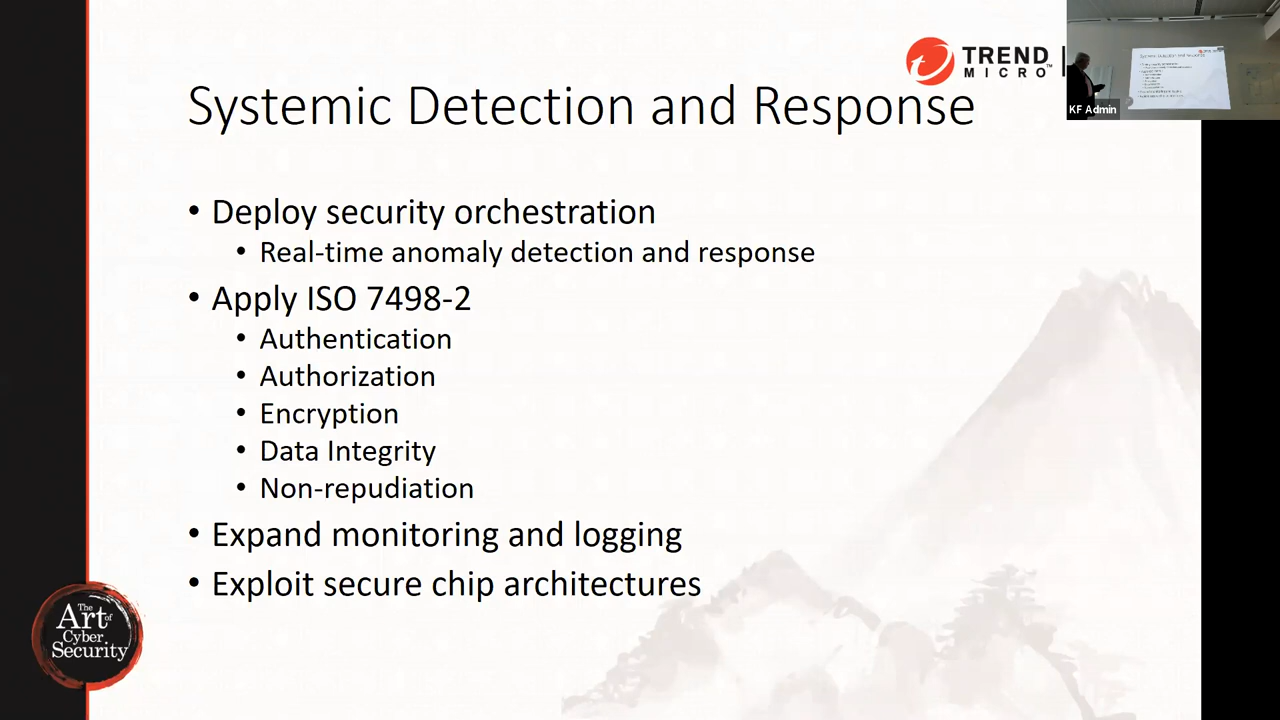 TREND
MICRO™
KF Admin
Systemic Detection and Response
• Deploy security orchestration
• Real-time anomaly detection and response
• Apply ISO 7498-2
• Authentication
• Authorization
• Encryption
• Data Integrity
• Non-repudiation
• Expand monitoring and logging
• Exploit secure chip architectures
The
Art of
Cyber
Security